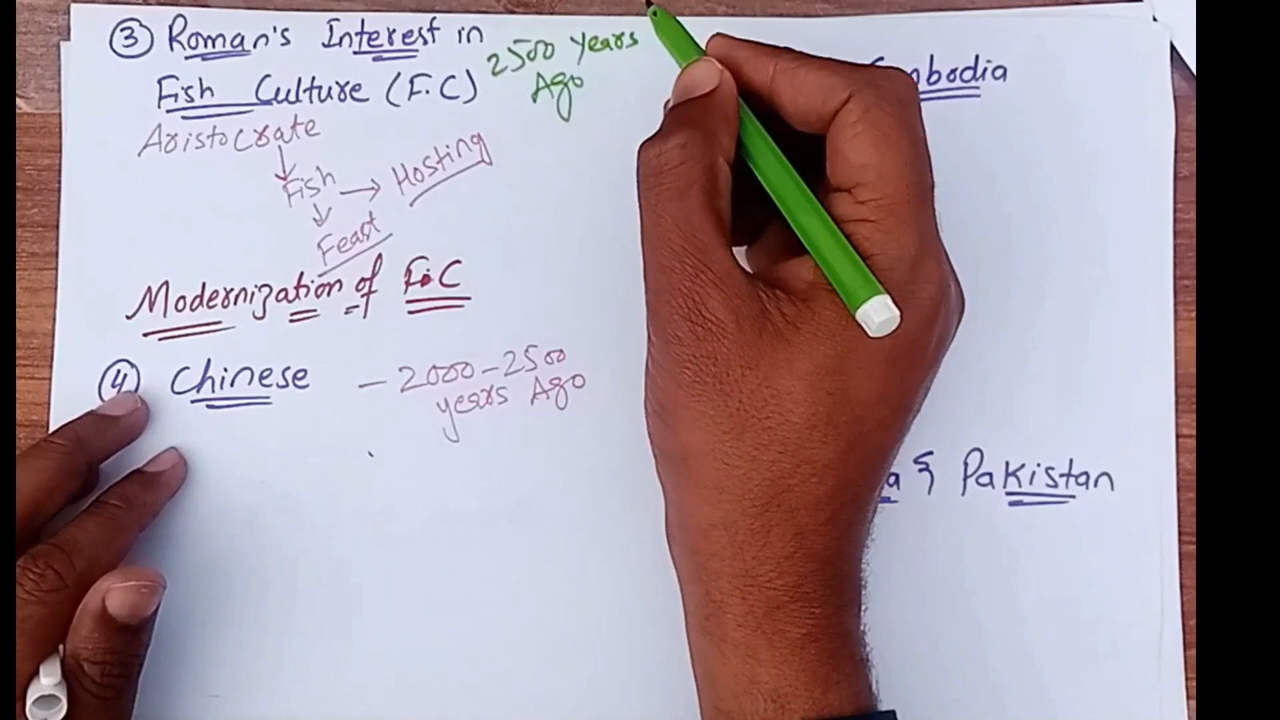 ③ Roman's Interest in
Fish Culture (F.C)
2500 years
Ago
Aristocrate
Fish → Hosting
Feast
Modernization of F.C
④ Chinese - 2000-2500
years Ago
& Pakistan